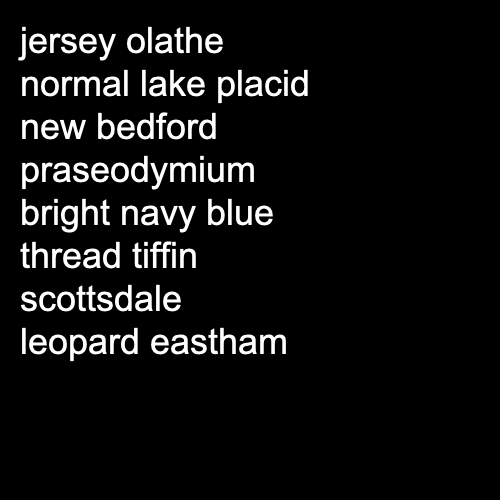 jersey olathe
normal lake placid
new bedford
praseodymium
bright navy blue
thread tiffin
scottsdale
leopard eastham